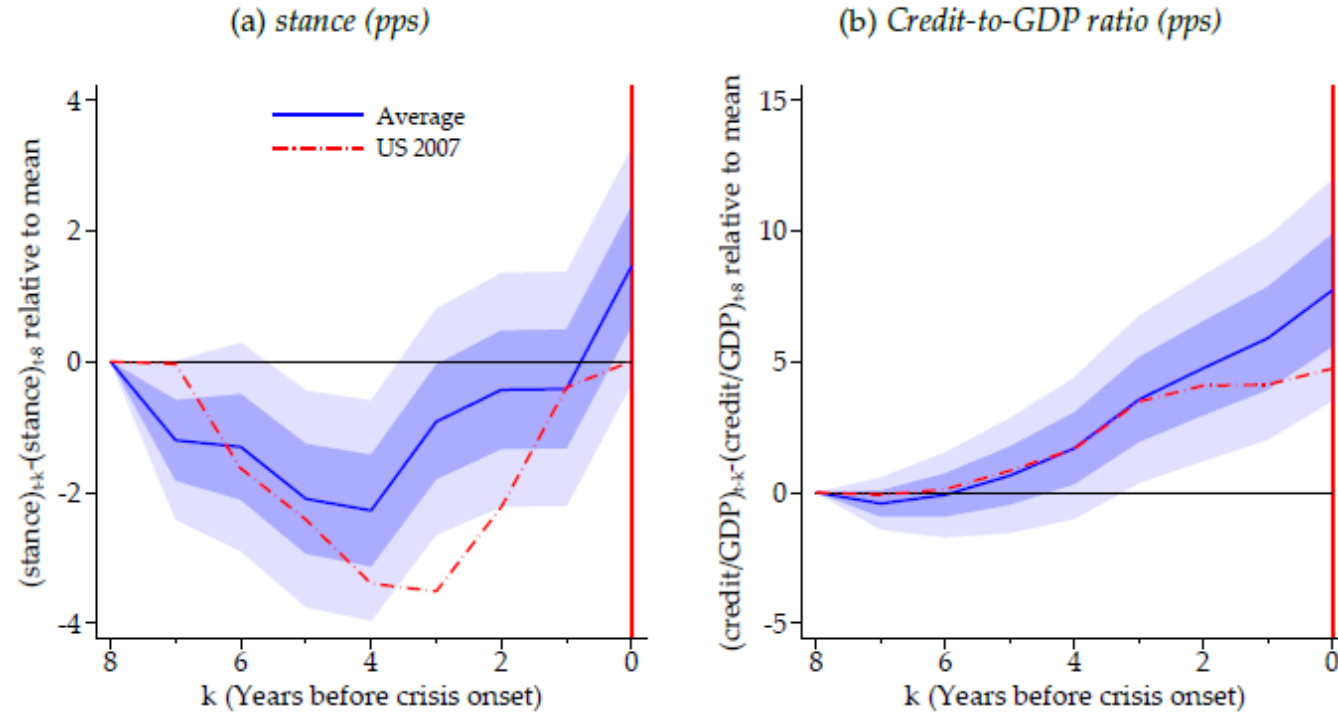 (a) stance (pps)
(stance)t-k-(stance)t-8 relative to mean
4
2
0
-2
-4
Average
US 2007
8 6 4 2 0
k (Years before crisis onset)
(b) Credit-to-GDP ratio (pps)
(credit/GDP)t-k-(credit/GDP)t-8 relative to mean
15
10
5
0
-5
8 6 4 2 0
k (Years before crisis onset)